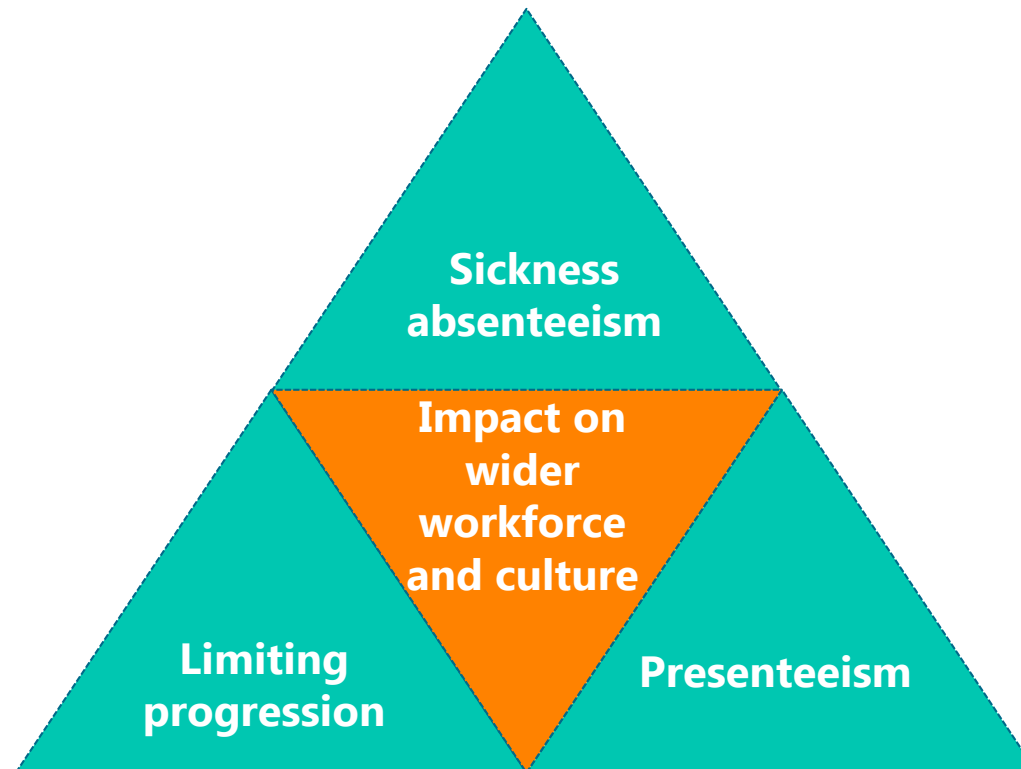 Sickness
absenteeism
Impact on
wider
workforce
and culture
Limiting
progression
Presenteeism